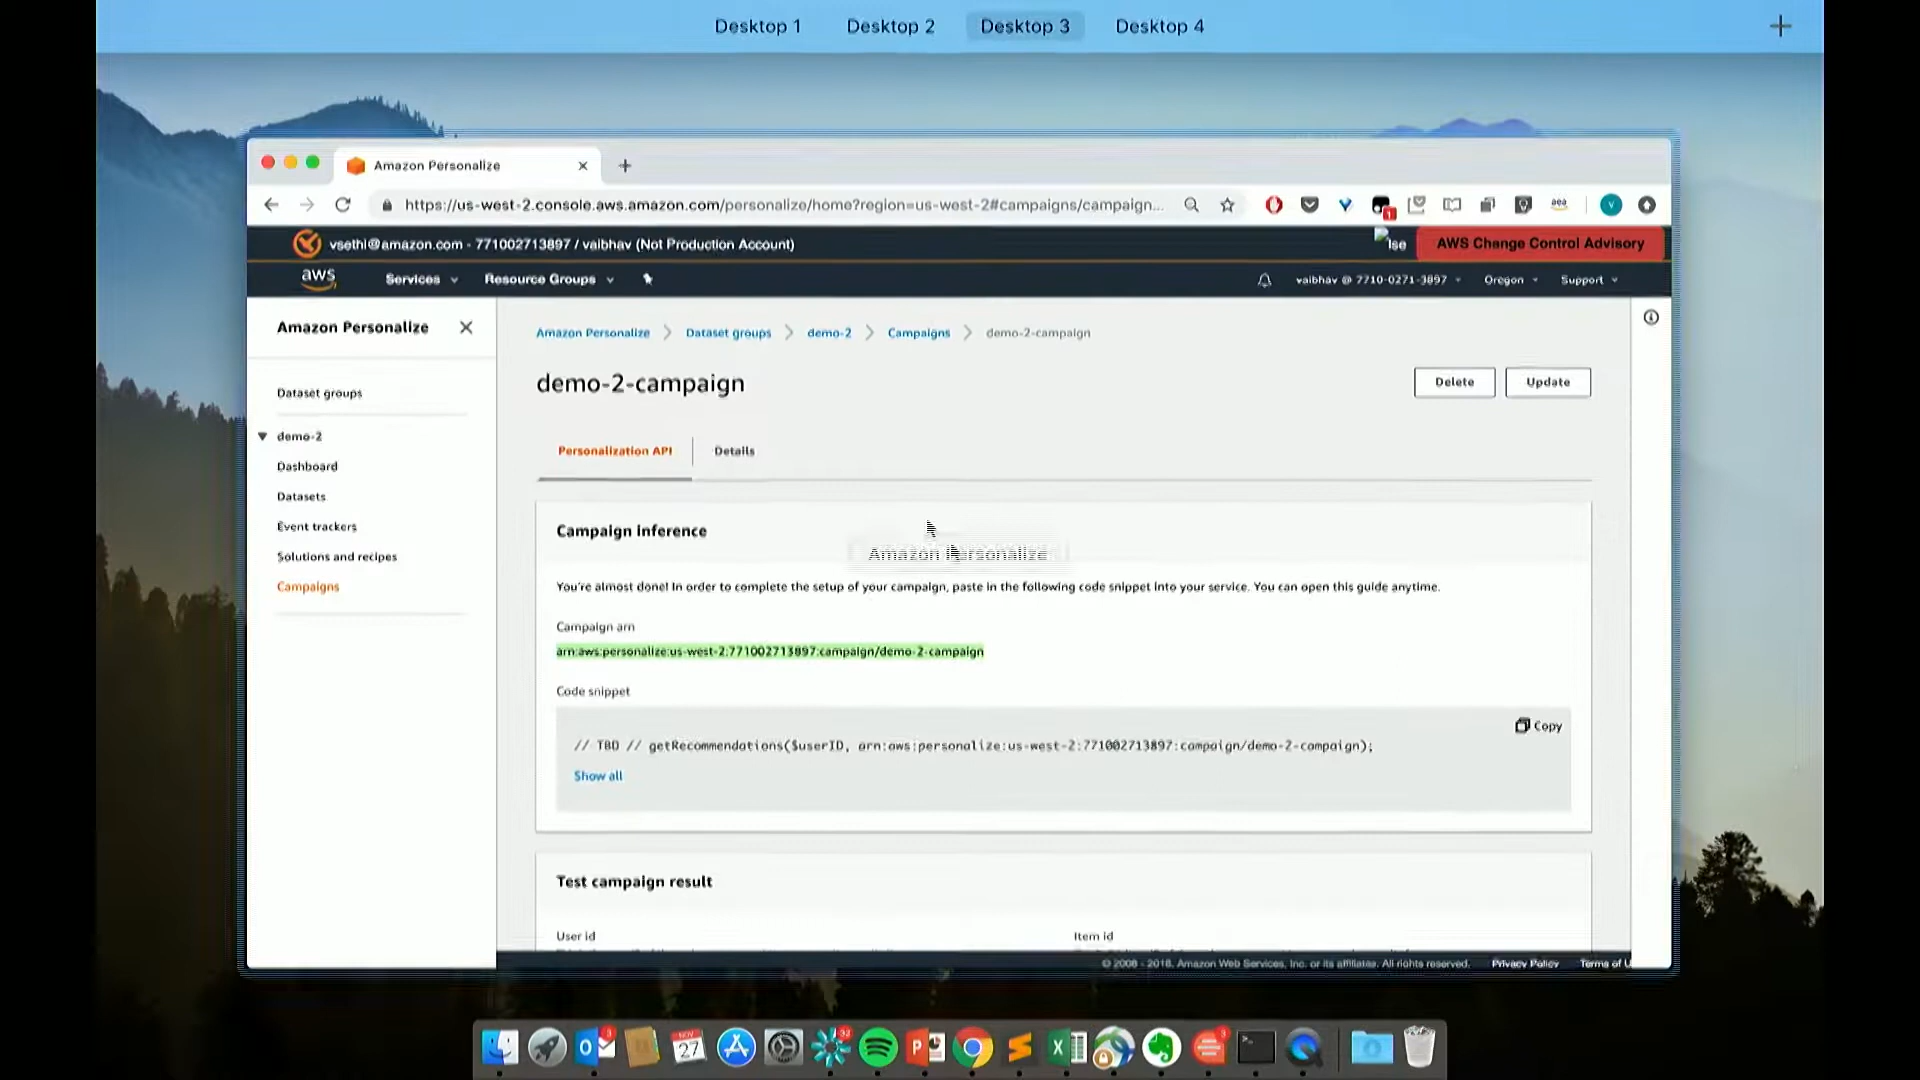 Desktop 1 Desktop 2 Desktop 3 Desktop 4
Amazon Personalize
https://us-west-2.console.aws.amazon.com/personalize/home?region=us-west-2#campaigns/campaign...
vsethi@amazon.com - 771002713897 / vaibhav (Not Production Account) Ise AWS Change Control Advisory
aws Services Resource Groups vaibhav @ 7710-0271-3897 Oregon Support
Amazon Personalize
Amazon Personalize Dataset groups demo-2 Campaigns demo-2-campaign
demo-2-campaign Delete Update
Dataset groups
demo-2
Dashboard
Datasets
Event trackers
Solutions and recipes
Campaigns
Personalization API Details
Campaign inference
Amazon Personalize
You're almost done! In order to complete the setup of your campaign, paste in the following code snippet into your service. You can open this guide anytime.
Campaign arn
arn:aws:personalize:us-west-2:771002713897:campaign/demo-2-campaign
Code snippet
Copy
// TBD // getRecommendations($userID, arn:aws:personalize:us-west-2:771002713897:campaign/demo-2-campaign);
Show all
Test campaign result
User id Item id
© 2008 - 2018, Amazon Web Services, Inc. or its affiliates. All rights reserved. Privacy Policy Terms of U
NOV
27